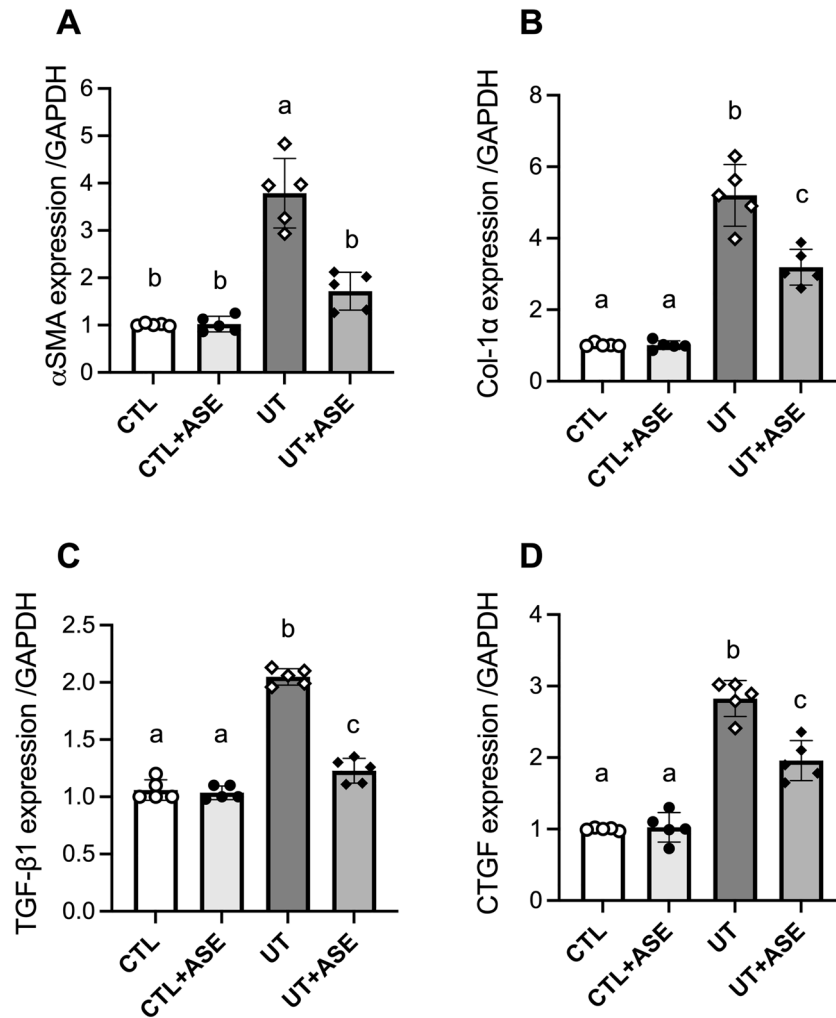 A
αSMA expression /GAPDH
6
5
4
3
2
1
0
b
b
a
b
CTL
CTL+ASE
UT
UT+ASE
B
Col-1α expression /GAPDH
8
6
4
2
0
a
a
b
c
CTL
CTL+ASE
UT
UT+ASE
C
TGF-β1 expression /GAPDH
2.5
2.0
1.5
1.0
0.5
0.0
a
a
b
c
CTL
CTL+ASE
UT
UT+ASE
D
CTGF expression /GAPDH
4
3
2
1
0
a
a
b
c
CTL
CTL+ASE
UT
UT+ASE